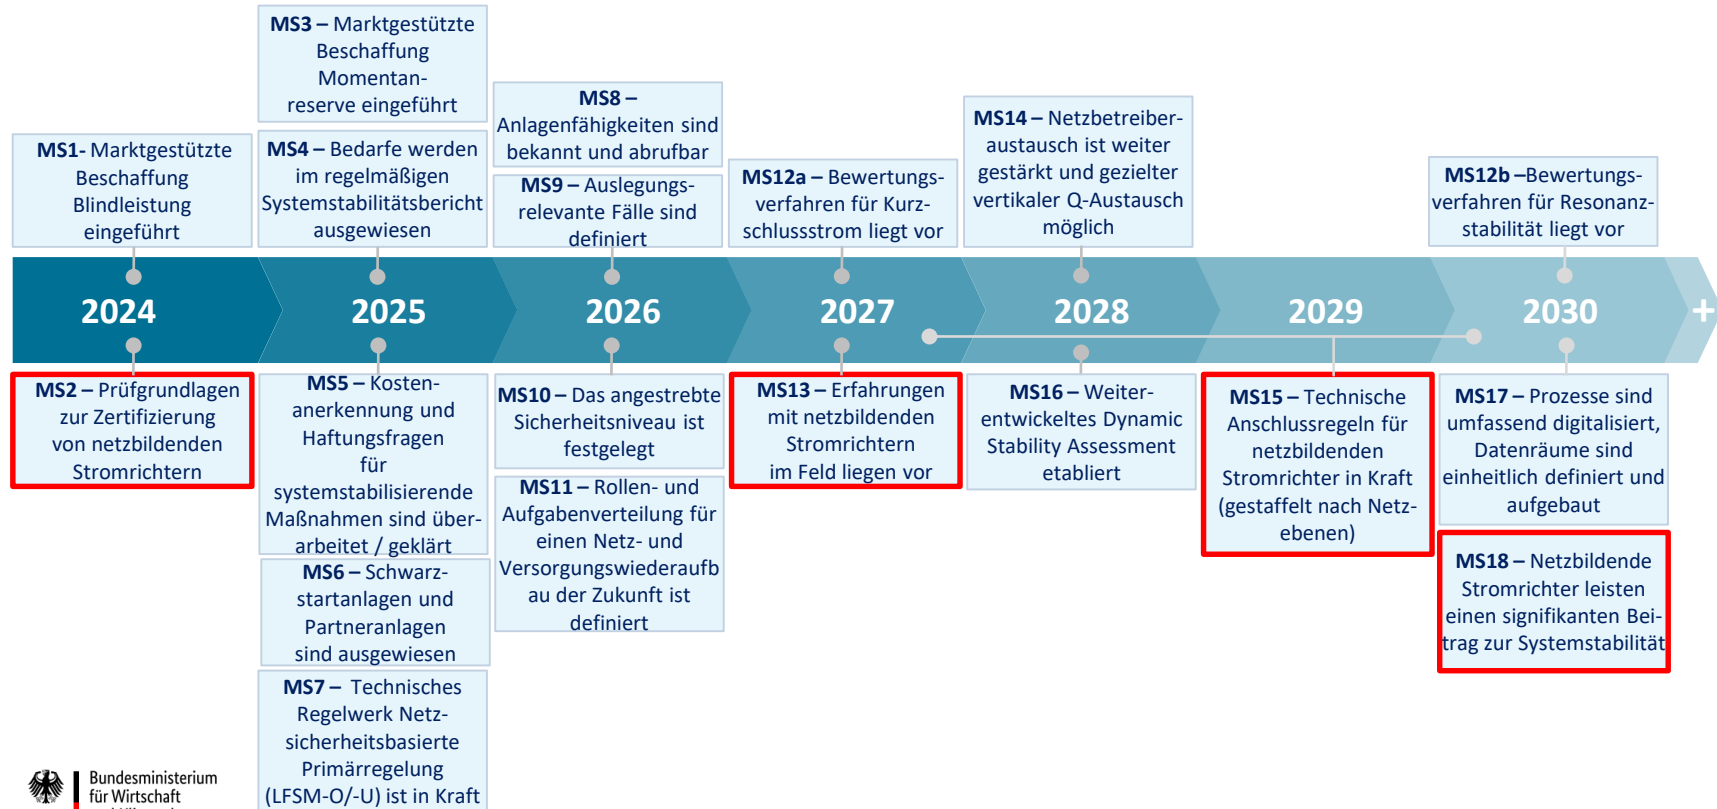 MS3 – Marktgestützte
Beschaffung
Momentan-
reserve eingeführt
MS8 –
Anlagenfähigkeiten sind
bekannt und abrufbar
MS14 – Netzbetreiber-
austausch ist weiter
gestärkt und gezielter
vertikaler Q-Austausch
möglich
MS1- Marktgestützte
Beschaffung
Blindleistung
eingeführt
MS4 – Bedarfe werden
im regelmäßigen
Systemstabilitätsbericht
ausgewiesen
MS9 – Auslegungs-
relevante Fälle sind
definiert
MS12a – Bewertungs-
verfahren für Kurz-
schlussstrom liegt vor
MS12b –Bewertungs-
verfahren für Resonanz-
stabilität liegt vor
2024
2025
2026
2027
2028
2029
2030
+
MS2 – Prüfgrundlagen
zur Zertifizierung
von netzbildenden
Stromrichtern
MS5 – Kosten-
anerkennung und
Haftungsfragen
für
systemstabilisierende
Maßnahmen sind über-
arbeitet / geklärt
MS10 – Das angestrebte
Sicherheitsniveau ist
festgelegt
MS13 – Erfahrungen
mit netzbildenden
Stromrichtern
im Feld liegen vor
MS16 – Weiter-
entwickeltes Dynamic
Stability Assessment
etabliert
MS15 – Technische
Anschlussregeln für
netzbildenden
Stromrichter in Kraft
(gestaffelt nach Netz-
ebenen)
MS17 – Prozesse sind
umfassend digitalisiert,
Datenräume sind
einheitlich definiert und
aufgebaut
MS11 – Rollen- und
Aufgabenverteilung für
einen Netz- und
Versorgungswiederaufb
au der Zukunft ist
definiert
MS6 – Schwarz-
startanlagen und
Partneranlagen
sind ausgewiesen
MS18 – Netzbildende
Stromrichter leisten
einen signifikanten Bei-
trag zur Systemstabilität
MS7 – Technisches
Regelwerk Netz-
sicherheitsbasierte
Primärregelung
(LFSM-O/-U) ist in Kraft
Bundesministerium
für Wirtschaft